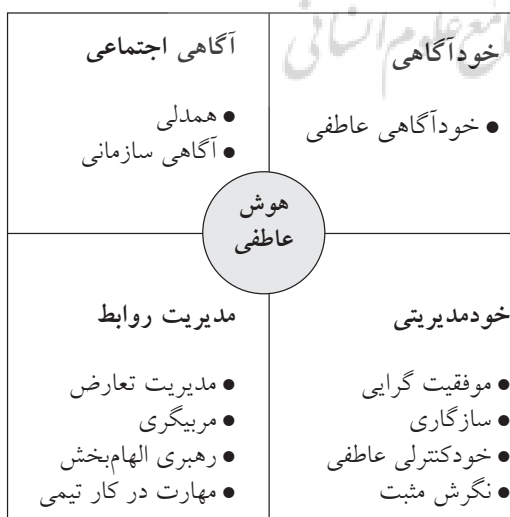 خودآگاهی
● خودآگاهی عاطفی
آگاهی اجتماعی
● همدلی
● آگاهی سازمانی
هوش
عاطفی
خودمدیریتی
● موفقیت گرایی
● سازگاری
● خودکنترلی عاطفی
● نگرش مثبت
مدیریت روابط
● مدیریت تعارض
● مربیگری
● رهبری الهام‌بخش
● مهارت در کار تیمی